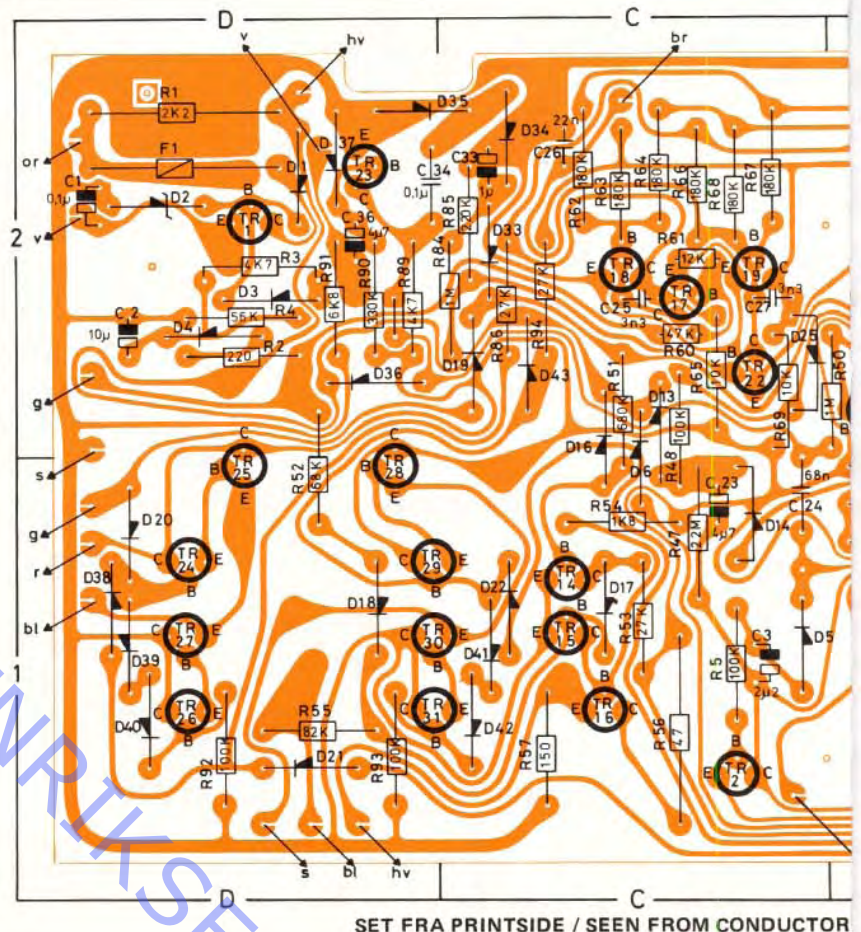 D C
v hv br
R1
2K2
D35
or
F1
D1
D37
E
TR 23
B
C
C34
0,1µ
C33
1µ
D34
22n
C26
R62
180K
R63
180K
R64
180K
R66
180K
R68
180K
R67
180K
C1
0,1µ
D2
2
v
E
TR 1
C
B
C36
4µ7
R85
220K
D33
R3
4K7
R91
6K8
R90
330K
R89
4K7
R84
1M
R86
27K
R94
27K
B
E
TR 18
C
R61
12K
E
TR 17
B
C
B
E
TR 19
C
C25
3n3
C27
3n3
D3
56K
R4
C2
10µ
D4
220
R2
47K
R60
D36
D19
D43
R51
680K
D13
R65
10K
B
C
TR 22
E
D25
R50
1M
10K
R69
g
s
C
B
TR 25
E
R52
68K
C
B
TR 28
E
D16
D6
R48
100K
B
R54
1K8
C23
4µ7
D14
68n
C24
R47
22M
g
r
D20
C
TR 24
E
B
C
TR 29
E
B
B
E
TR 14
C
D38
bl
D18
D22
D17
C
TR 27
E
B
D39
C
TR 30
E
B
D41
B
E
TR 15
C
R53
27K
R5
100K
C3
2µ2
D5
1
C
TR 26
E
B
D40
R92
100K
R55
82K
D21
R93
100K
C
TR 31
E
B
D42
R57
150
E
TR 16
C
B
R56
47
B
E
TR 2
C
s bl hv
D C
SET FRA PRINTSIDE / SEEN FROM CONDUCTOR